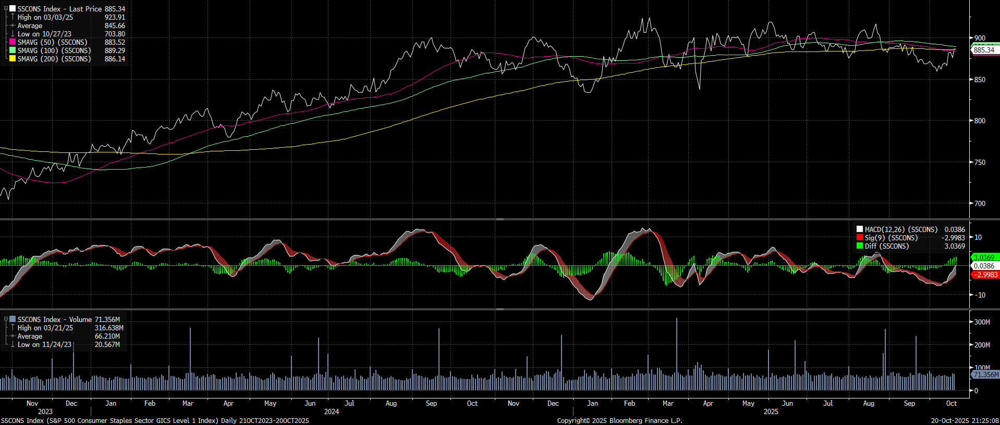 S5CONS Index - Last Price 885.34
High on 03/03/25 923.91
Average 845.66
Low on 10/27/23 703.80
SMAVG (50) (S5CONS) 883.52
SMAVG (100) (S5CONS) 889.29
SMAVG (200) (S5CONS) 886.14
900
885.34
850
800
750
700
MACD(12,26) (S5CONS) 0.0386
Sig(9) (S5CONS) -2.9983
Diff (S5CONS) 3.0369
10
3.0369
0.0386
-2.9983
-10
S5CONS Index - Volume 71.356M
High on 03/21/25 316.638M
Average 66.210M
Low on 11/24/23 20.567M
300M
200M
100M
71.356M
0
Nov Dec Jan Feb Mar Apr May Jun Jul Aug Sep Oct Nov Dec Jan Feb Mar Apr May Jun Jul Aug Sep Oct
2023 2024 2025
S5CONS Index (S&P 500 Consumer Staples Sector GICS Level 1 Index) Daily 21OCT2023-20OCT2025 Copyright© 2025 Bloomberg Finance L.P. 20-Oct-2025 21:25:08